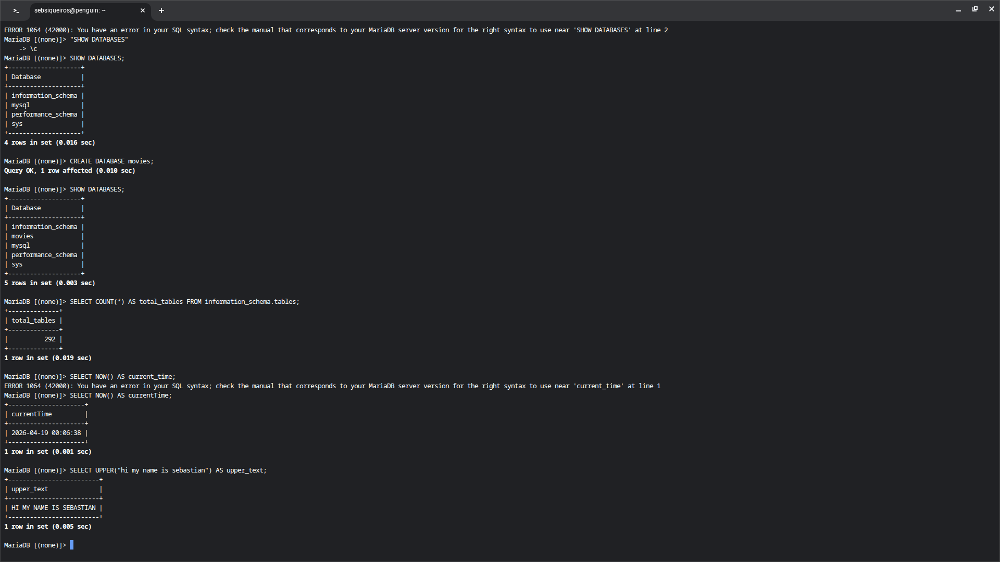 sebsiqueiros@penguin: ~
ERROR 1064 (42000): You have an error in your SQL syntax; check the manual that corresponds to your MariaDB server version for the right syntax to use near 'SHOW DATABASES' at line 2
MariaDB [(none)]> "SHOW DATABASES"
    -> \c
MariaDB [(none)]> SHOW DATABASES;
+--------------------+
| Database           |
+--------------------+
| information_schema |
| mysql              |
| performance_schema |
| sys                |
+--------------------+
4 rows in set (0.016 sec)

MariaDB [(none)]> CREATE DATABASE movies;
Query OK, 1 row affected (0.010 sec)

MariaDB [(none)]> SHOW DATABASES;
+--------------------+
| Database           |
+--------------------+
| information_schema |
| movies             |
| mysql              |
| performance_schema |
| sys                |
+--------------------+
5 rows in set (0.003 sec)

MariaDB [(none)]> SELECT COUNT(*) AS total_tables FROM information_schema.tables;
+--------------+
| total_tables |
+--------------+
|          292 |
+--------------+
1 row in set (0.019 sec)

MariaDB [(none)]> SELECT NOW() AS current_time;
ERROR 1064 (42000): You have an error in your SQL syntax; check the manual that corresponds to your MariaDB server version for the right syntax to use near 'current_time' at line 1
MariaDB [(none)]> SELECT NOW() AS currentTime;
+---------------------+
| currentTime         |
+---------------------+
| 2026-04-19 00:06:38 |
+---------------------+
1 row in set (0.001 sec)

MariaDB [(none)]> SELECT UPPER("hi my name is sebastian") AS upper_text;
+-------------------------+
| upper_text              |
+-------------------------+
| HI MY NAME IS SEBASTIAN |
+-------------------------+
1 row in set (0.005 sec)

MariaDB [(none)]>